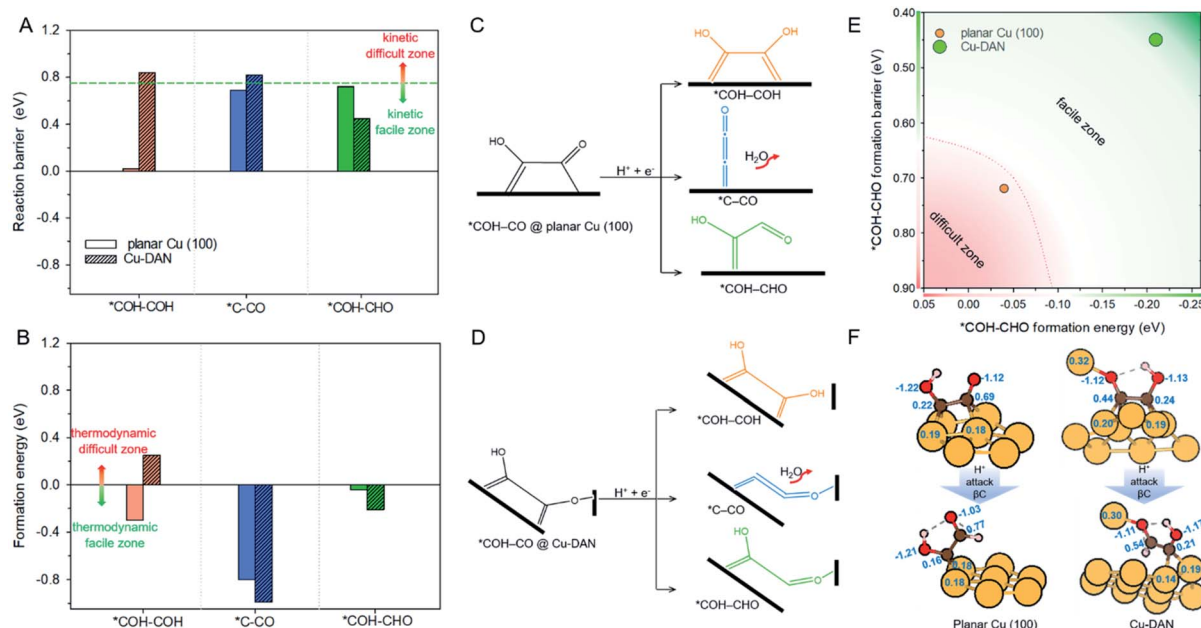 A
Reaction barrier (eV)
1.2
0.8
0.4
0.0
-0.4
-0.8
kinetic
difficult zone
kinetic
facile zone
planar Cu (100)
Cu-DAN
*COH-COH
*C-CO
*COH-CHO
B
Formation energy (eV)
1.2
0.8
0.4
0.0
-0.4
-0.8
thermodynamic
difficult zone
thermodynamic
facile zone
*COH-COH
*C-CO
*COH-CHO
C
HO
O
*COH–CO @ planar Cu (100)
H⁺ + e⁻
HO
OH
*COH–COH
O
H₂O
*C–CO
HO
O
*COH–CHO
D
HO
O
*COH–CO @ Cu-DAN
H⁺ + e⁻
HO
OH
*COH–COH
H₂O
O
*C–CO
HO
O
*COH–CHO
E
*COH-CHO formation barrier (eV)
0.40
0.50
0.60
0.70
0.80
0.90
planar Cu (100)
Cu-DAN
facile zone
difficult zone
0.05
0.00
-0.05
-0.10
-0.15
-0.20
-0.25
*COH-CHO formation energy (eV)
F
-1.22
-1.12
0.22
0.69
0.19
0.18
H⁺
attack
βC
-1.03
0.77
-1.21
0.16
0.18
0.18
Planar Cu (100)
0.32
-1.12
-1.13
0.44
0.24
0.20
0.19
H⁺
attack
βC
0.30
-1.11
-1.17
0.54
0.21
0.19
0.14
Cu-DAN